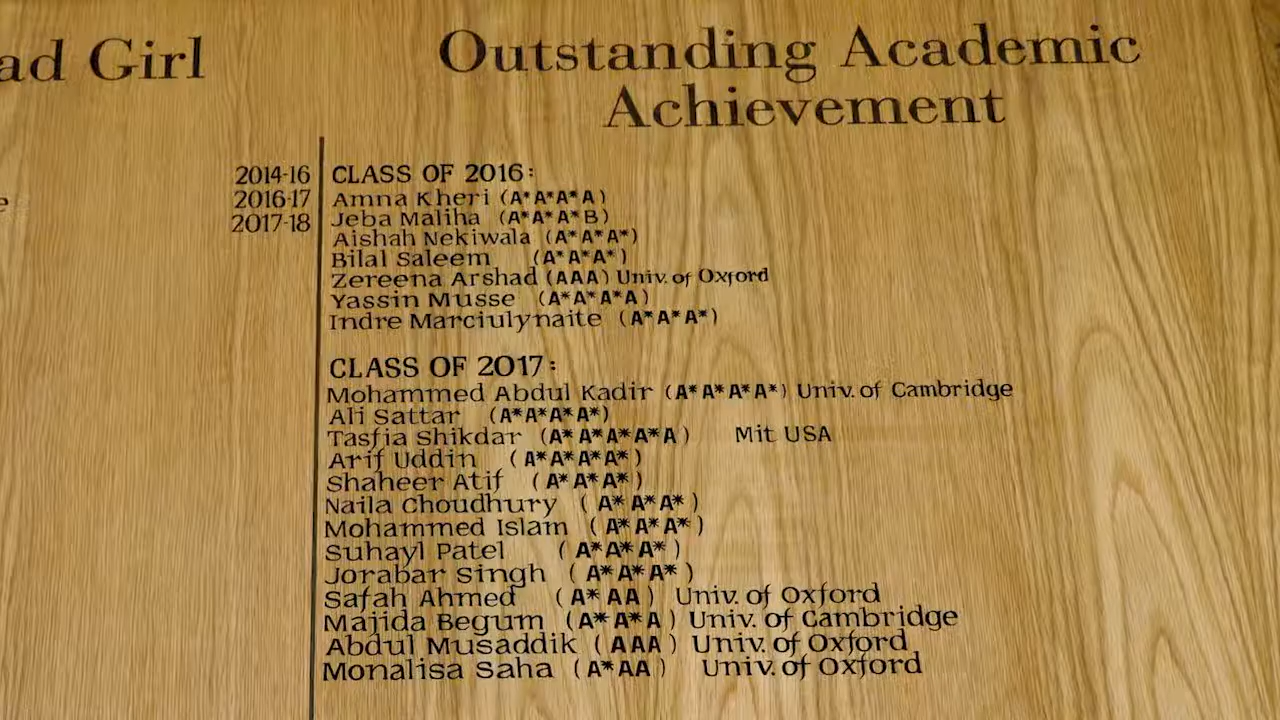 ad Girl
Outstanding Academic
Achievement
2014-16
2016-17
2017-18
e
CLASS OF 2016:
Amna Kheri (A*A*A*A)
Jeba Maliha (A*A*A*B)
Aishah Nekiwala (A*A*A*)
Bilal Saleem (A*A*A*)
Zereena Arshad (AAA) Univ. of Oxford
Yassin Musse (A*A*A*A)
Indre Marciulynaite (A*A*A*)
CLASS OF 2017:
Mohammed Abdul Kadir (A*A*A*A*) Univ. of Cambridge
Ali Sattar (A*A*A*A*)
Tasfia Shikdar (A*A*A*A*A) Mit USA
Arif Uddin (A*A*A*A*)
Shaheer Atif (A*A*A*)
Naila Choudhury (A*A*A*)
Mohammed Islam (A*A*A*)
Suhayl Patel (A*A*A*)
Jorabar Singh (A*A*A*)
Safah Ahmed (A*AA) Univ. of Oxford
Majida Begum (A*A*A) Univ. of Cambridge
Abdul Musaddik (AAA) Univ. of Oxford
Monalisa Saha (A*AA) Univ. of Oxford